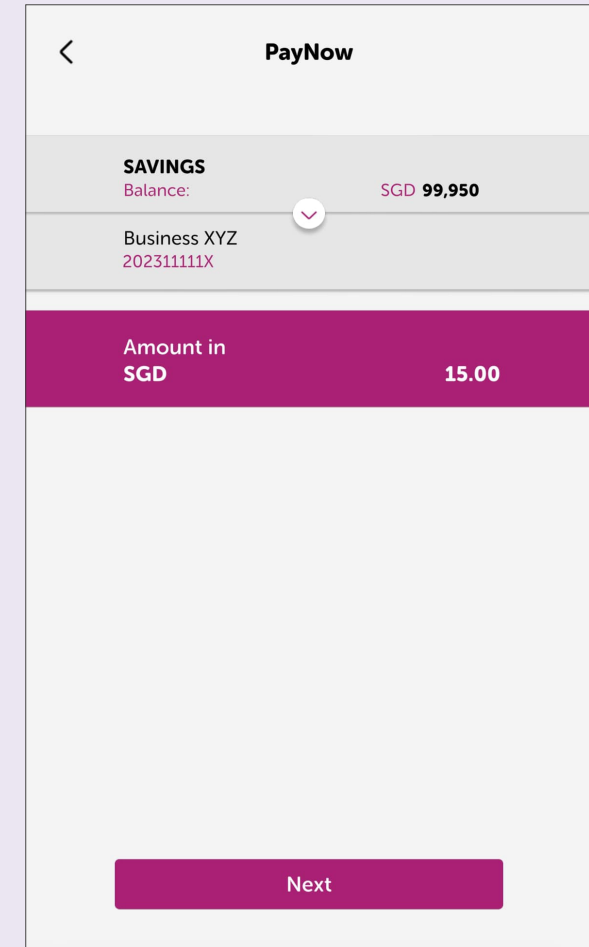 PayNow
SAVINGS
Balance: SGD 99,950
Business XYZ
202311111X
Amount in
SGD 15.00
Next